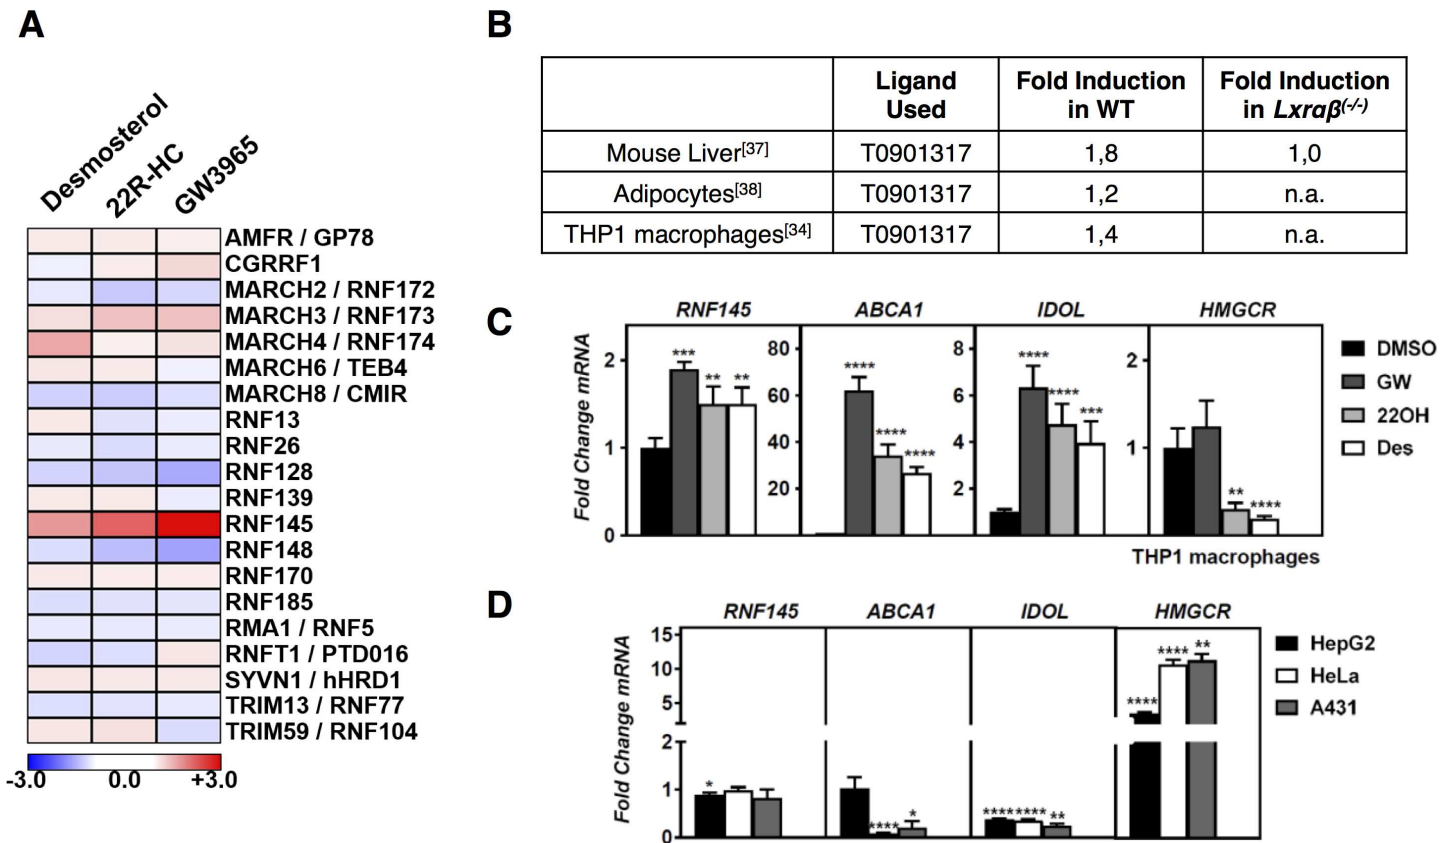 A
Desmosterol
22R-HC
GW3965
AMFR / GP78
CGRRF1
MARCH2 / RNF172
MARCH3 / RNF173
MARCH4 / RNF174
MARCH6 / TEB4
MARCH8 / CMIR
RNF13
RNF26
RNF128
RNF139
RNF145
RNF148
RNF170
RNF185
RMA1 / RNF5
RNFT1 / PTD016
SYVN1 / hHRD1
TRIM13 / RNF77
TRIM59 / RNF104
-3.0 0.0 +3.0
B
Ligand Used Fold Induction in WT Fold Induction in Lxraβ(-/-)
Mouse Liver[37] T0901317 1,8 1,0
Adipocytes[38] T0901317 1,2 n.a.
THP1 macrophages[34] T0901317 1,4 n.a.
C
RNF145 ABCA1 IDOL HMGCR
Fold Change mRNA
2
1
0
*** ** **
80
60
40
20
**** **** ****
8
6
4
2
**** **** ***
2
1
** ****
DMSO
GW
22OH
Des
THP1 macrophages
D
RNF145 ABCA1 IDOL HMGCR
Fold Change mRNA
15
10
5
2
1
0
*
**** *
**** **** **
**** **** **
HepG2
HeLa
A431